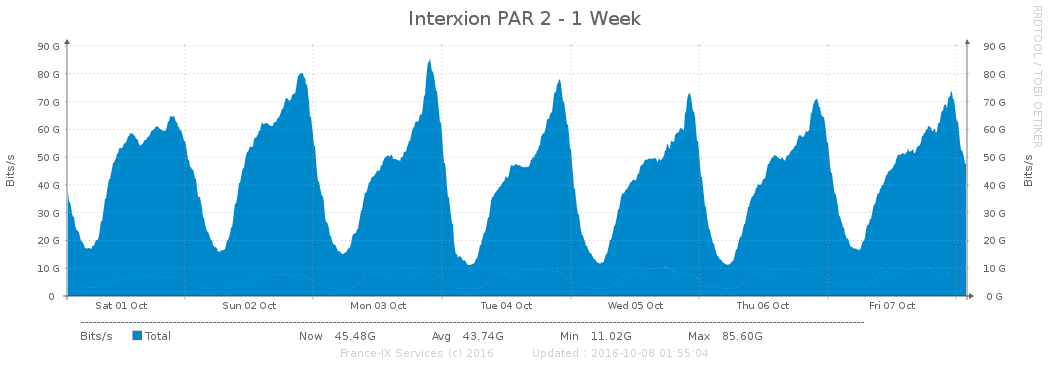 Interxion PAR 2 - 1 Week
RRDTOOL / TOBI OETIKER
90 G 90 G
80 G 80 G
70 G 70 G
60 G 60 G
50 G 50 G
40 G 40 G
30 G 30 G
20 G 20 G
10 G 10 G
0 0 G
Bits/s
Bits/s
Sat 01 Oct Sun 02 Oct Mon 03 Oct Tue 04 Oct Wed 05 Oct Thu 06 Oct Fri 07 Oct
Bits/s Total Now 45.48G Avg 43.74G Min 11.02G Max 85.60G
France-IX Services (c) 2016 Updated : 2016-10-08 01:55:04